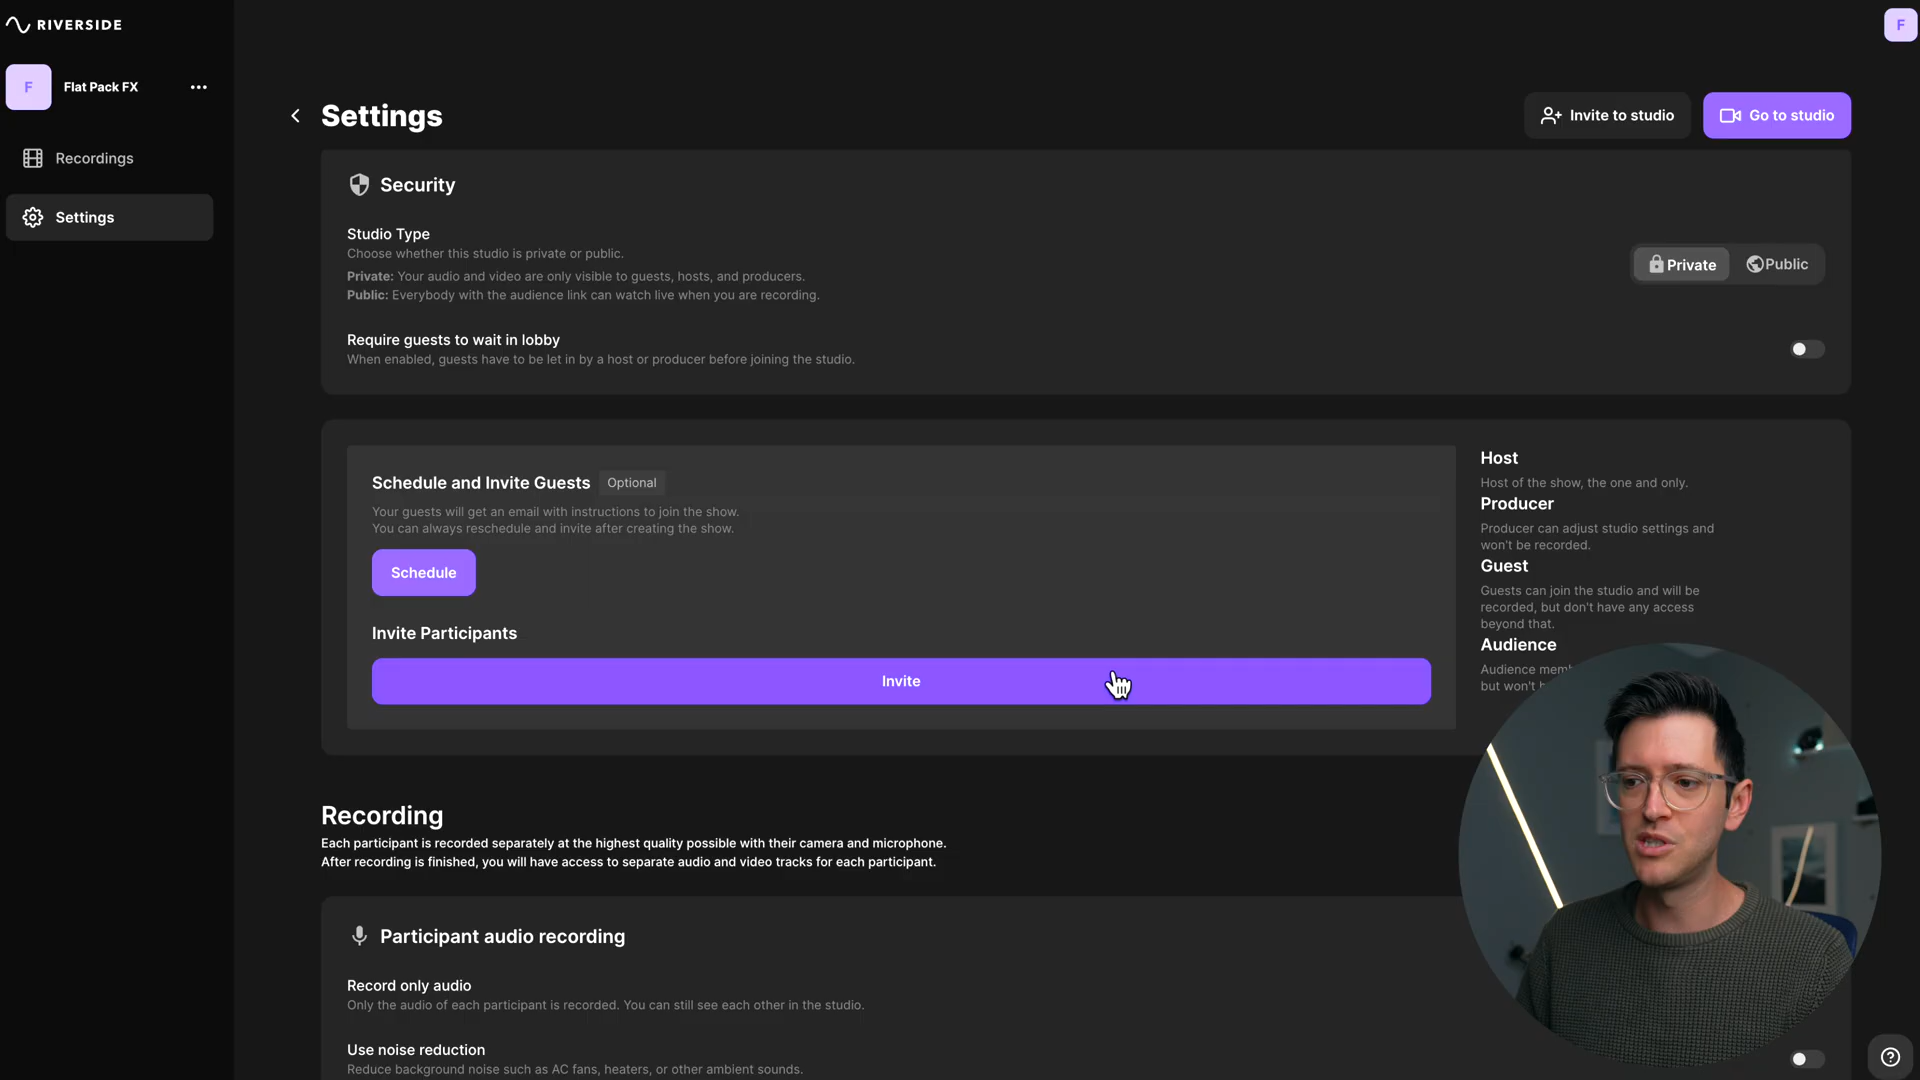 RIVERSIDE
F
F
Flat Pack FX
Recordings
Settings
Settings
Invite to studio
Go to studio
Security
Studio Type
Choose whether this studio is private or public.
Private: Your audio and video are only visible to guests, hosts, and producers.
Public: Everybody with the audience link can watch live when you are recording.
Private
Public
Require guests to wait in lobby
When enabled, guests have to be let in by a host or producer before joining the studio.
Schedule and Invite Guests
Optional
Your guests will get an email with instructions to join the show.
You can always reschedule and invite after creating the show.
Schedule
Invite Participants
Invite
Host
Host of the show, the one and only.
Producer
Producer can adjust studio settings and
won't be recorded.
Guest
Guests can join the studio and will be
recorded, but don't have any access
beyond that.
Audience
Audience
but won't
Recording
Each participant is recorded separately at the highest quality possible with their camera and microphone.
After recording is finished, you will have access to separate audio and video tracks for each participant.
Participant audio recording
Record only audio
Only the audio of each participant is recorded. You can still see each other in the studio.
Use noise reduction
Reduce background noise such as AC fans, heaters, or other ambient sounds.